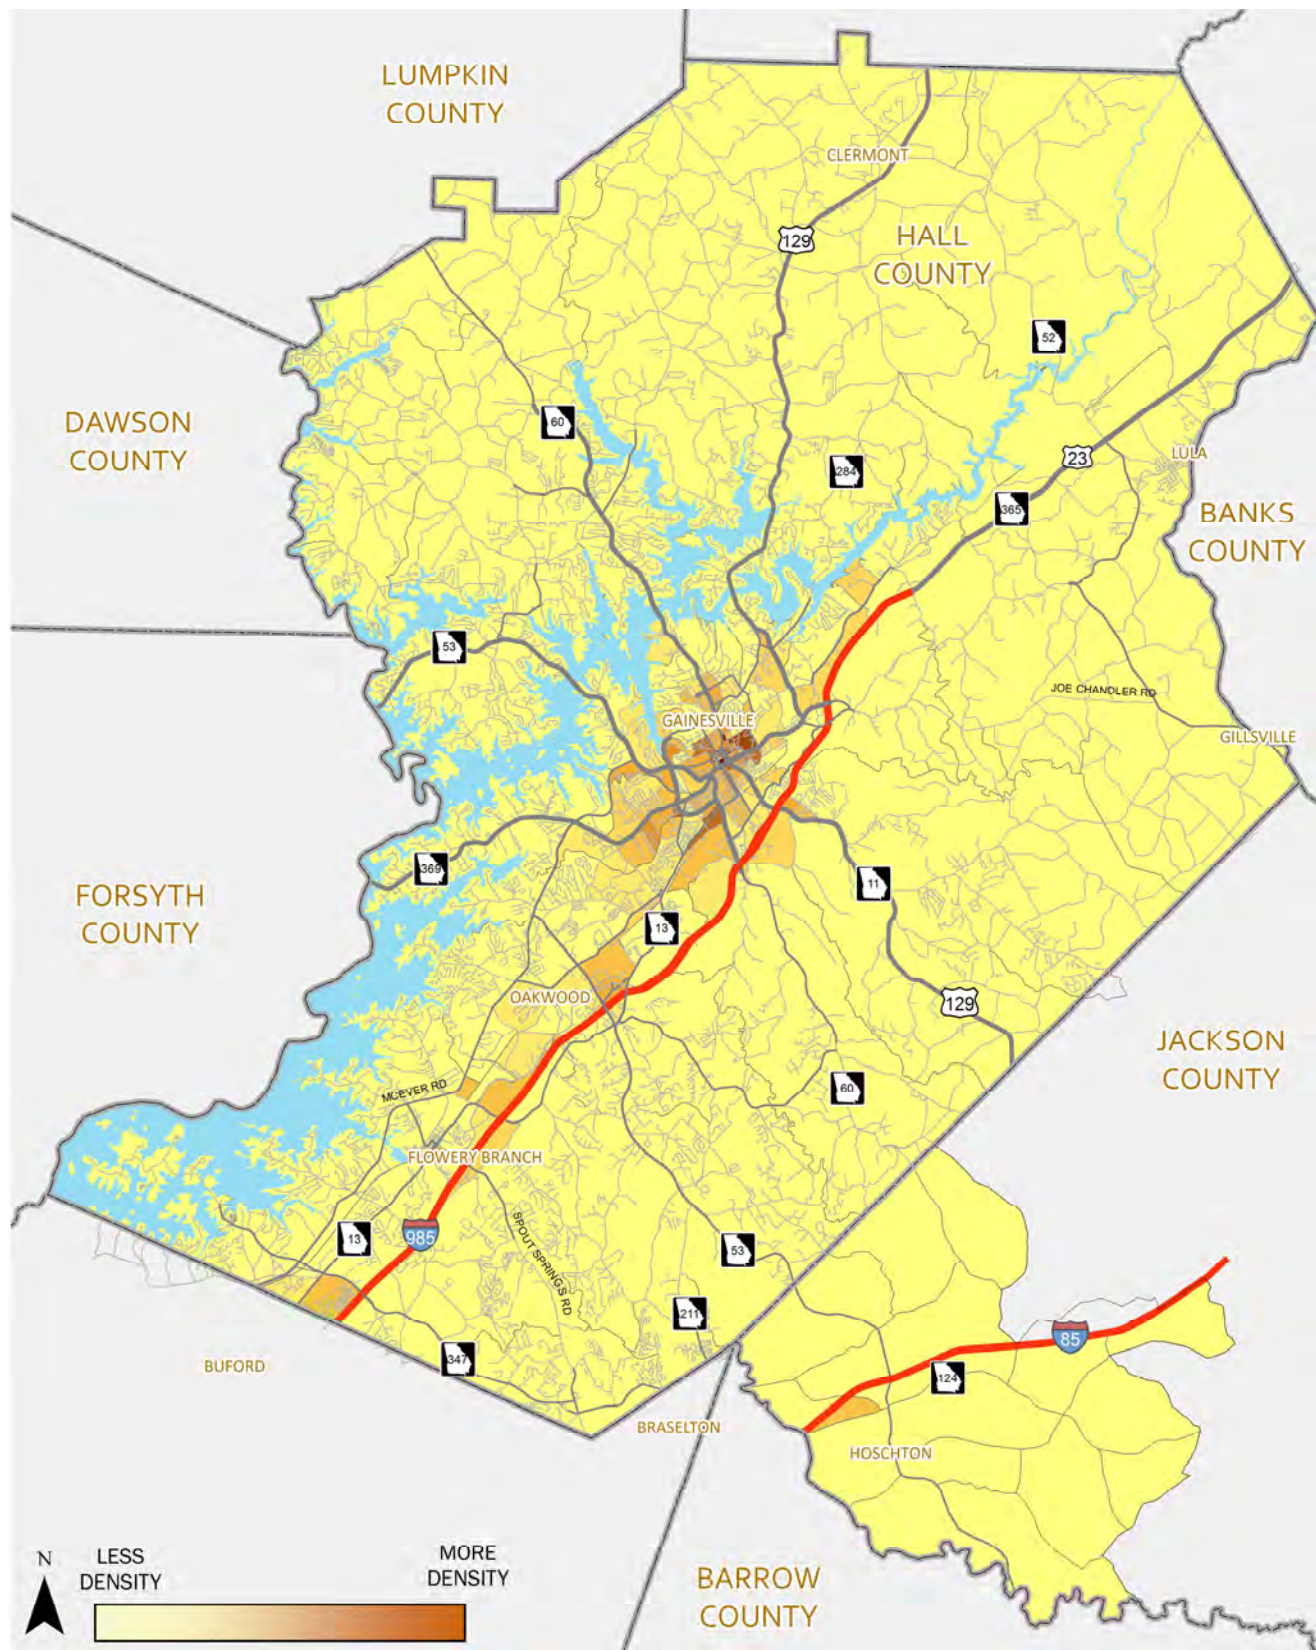 LUMPKIN
COUNTY
CLERMONT
129
HALL
COUNTY
52
DAWSON
COUNTY
60
284
23
LULA
365
BANKS
COUNTY
53
JOE CHANDLER RD
GAINESVILLE
GILLSVILLE
369
11
FORSYTH
COUNTY
13
OAKWOOD
129
JACKSON
COUNTY
MCEVER RD
60
FLOWERY BRANCH
13
985
SPOUT SPRINGS RD
53
211
85
347
124
BUFORD
BRASELTON
HOSCHTON
N
LESS
DENSITY
MORE
DENSITY
BARROW
COUNTY